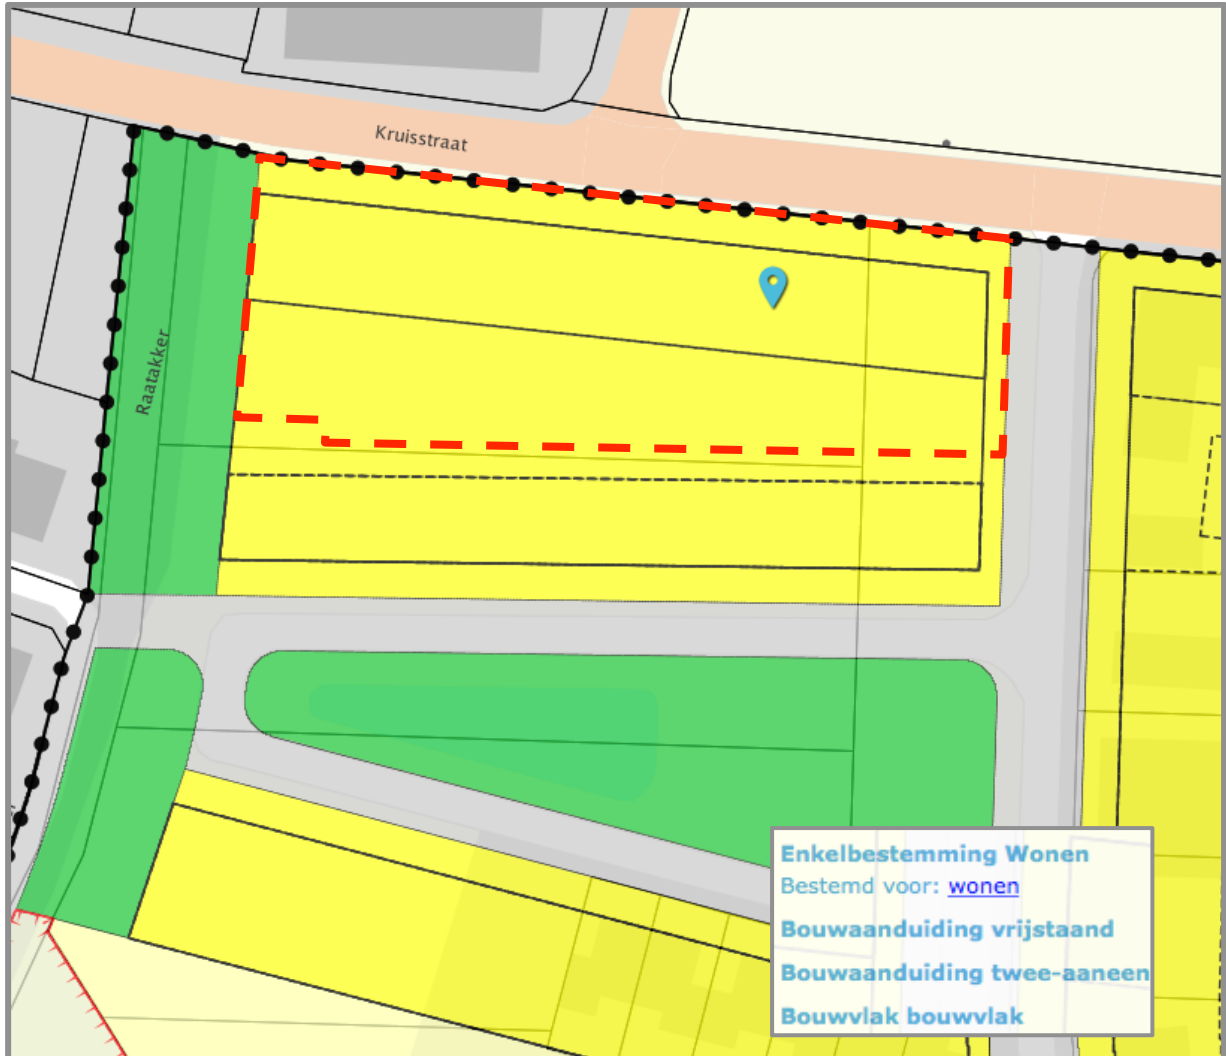 Kruisstraat
Raatakker
Enkelbestemming Wonen
Bestemd voor: wonen
Bouwaanduiding vrijstaand
Bouwaanduiding twee-aaneen
Bouwvlak bouwvlak